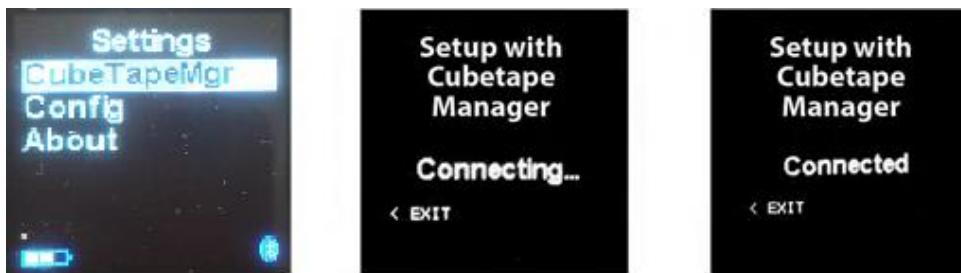 Settings
CubeTapeMgr
Config
About
Setup with
Cubetape
Manager
Connecting...
< EXIT
Setup with
Cubetape
Manager
Connected
< EXIT